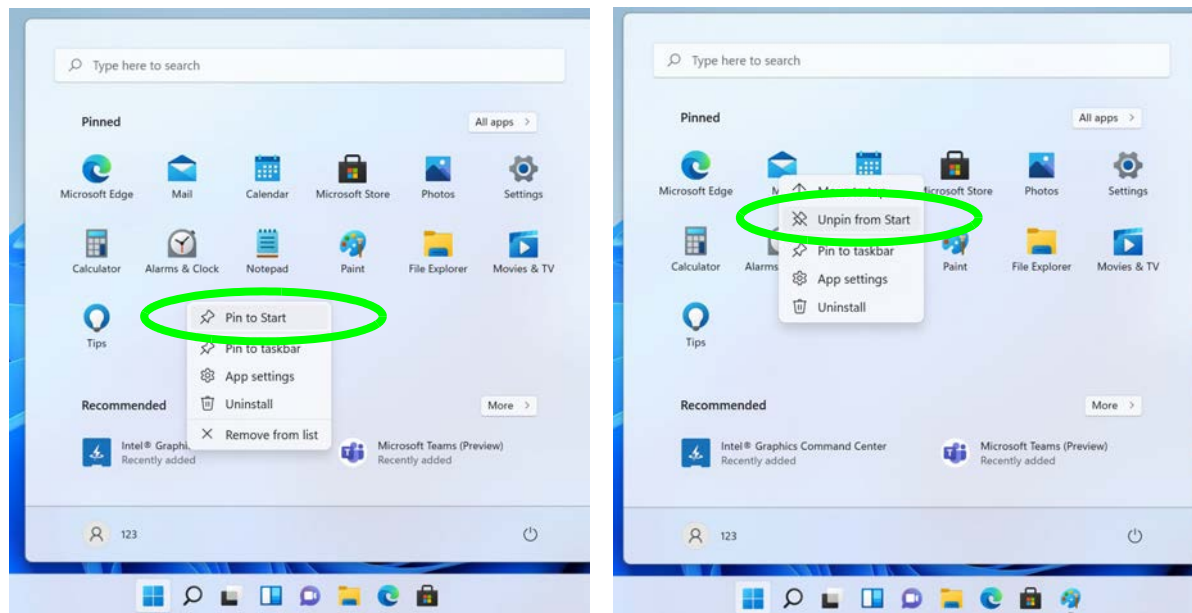 Type here to search
Pinned
All apps >
Microsoft Edge Mail Calendar Microsoft Store Photos Settings
Calculator Alarms & Clock Notepad Paint File Explorer Movies & TV
Pin to Start
Tips
Pin to taskbar
App settings
Recommended
Uninstall
More >
Remove from list
Intel® Graphi
Microsoft Teams (Preview)
Recently added
Recently added
123
Type here to search
Pinned
All apps >
Microsoft Edge M icrosoft Store Photos Settings
Unpin from Start
Pin to taskbar
Calculator Alarms Paint File Explorer Movies & TV
App settings
Uninstall
Tips
Recommended
More >
Intel® Graphics Command Center
Microsoft Teams (Preview)
Recently added
Recently added
123